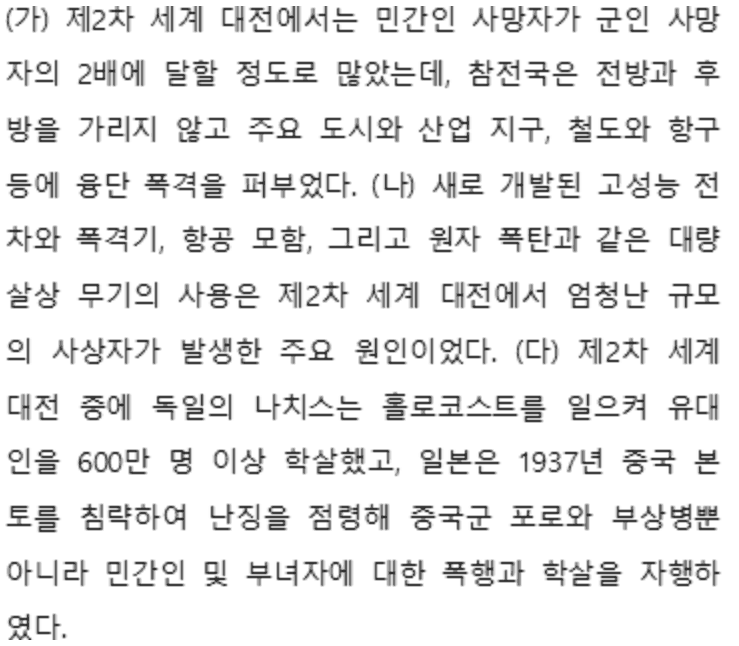 (가) 제2차 세계 대전에서는 민간인 사망자가 군인 사망
자의 2배에 달할 정도로 많았는데, 참전국은 전방과 후
방을 가리지 않고 주요 도시와 산업 지구, 철도와 항구
등에 융단 폭격을 퍼부었다. (나) 새로 개발된 고성능 전
차와 폭격기, 항공 모함, 그리고 원자 폭탄과 같은 대량
살상 무기의 사용은 제2차 세계 대전에서 엄청난 규모
의 사상자가 발생한 주요 원인이었다. (다) 제2차 세계
대전 중에 독일의 나치스는 홀로코스트를 일으켜 유대
인을 600만 명 이상 학살했고, 일본은 1937년 중국 본
토를 침략하여 난징을 점령해 중국군 포로와 부상병뿐
아니라 민간인 및 부녀자에 대한 폭행과 학살을 자행하
였다.